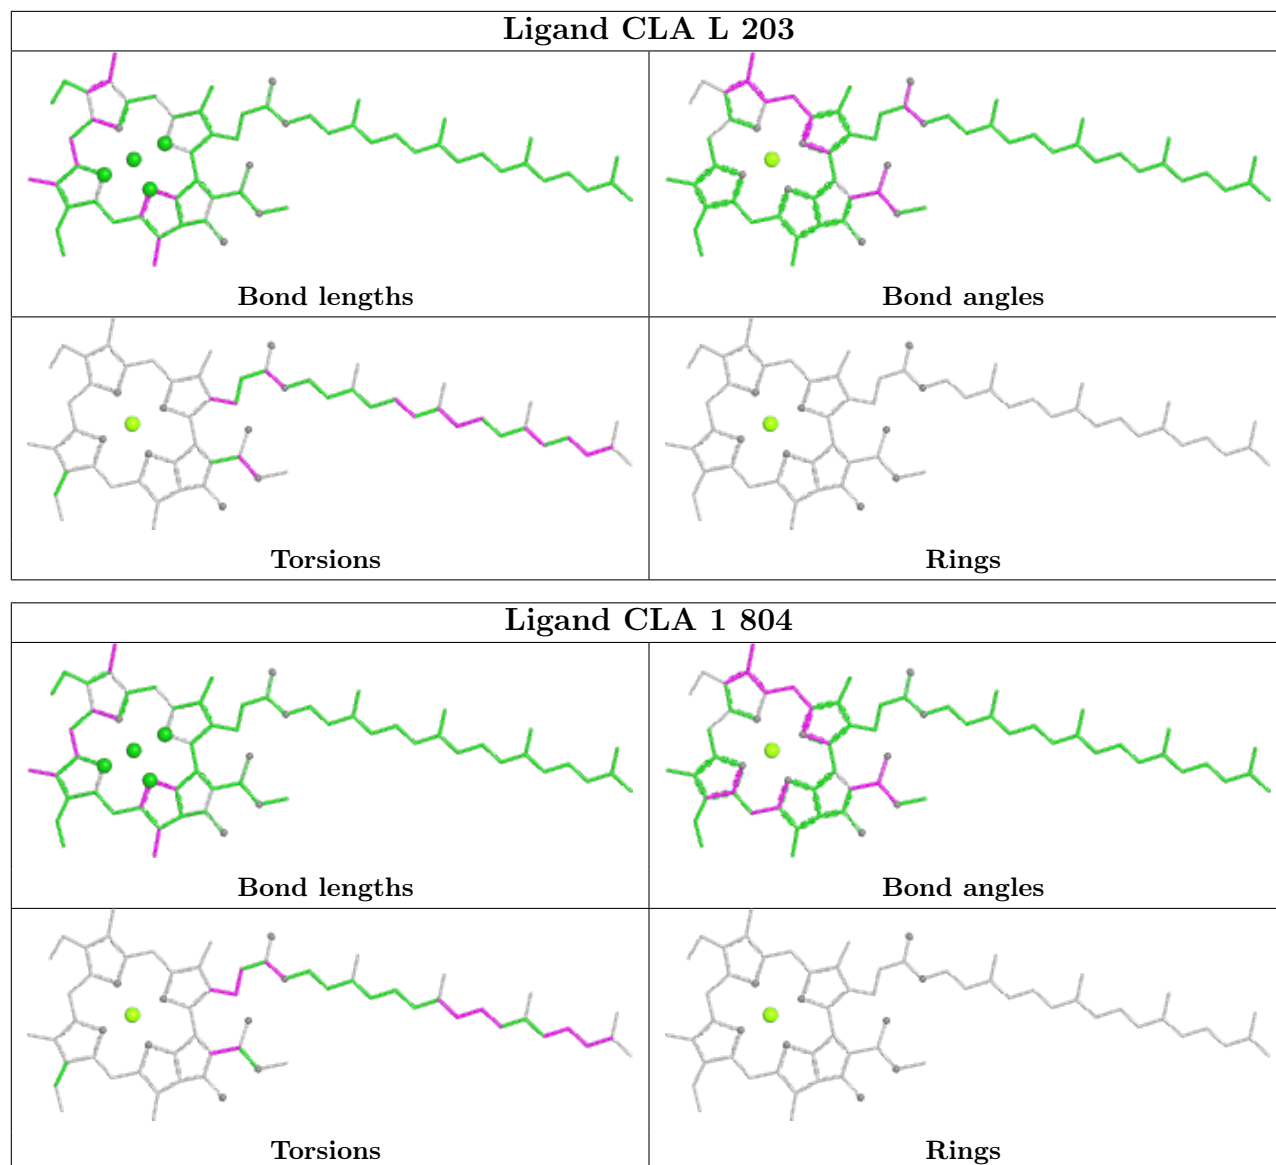 Ligand CLA L 203
Bond lengths
Bond angles
Torsions
Rings
Ligand CLA 1 804
Bond lengths
Bond angles
Torsions
Rings